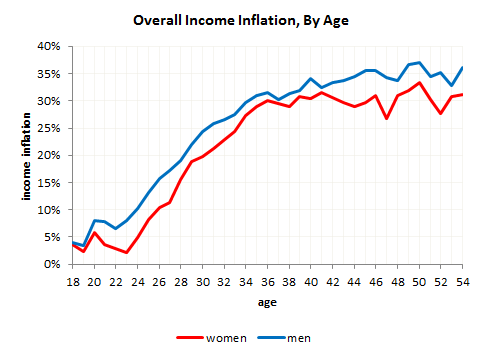 Overall Income Inflation, By Age
40%
35%
30%
25%
20%
15%
10%
5%
0%
income inflation
18 20 22 24 26 28 30 32 34 36 38 40 42 44 46 48 50 52 54
age
women men